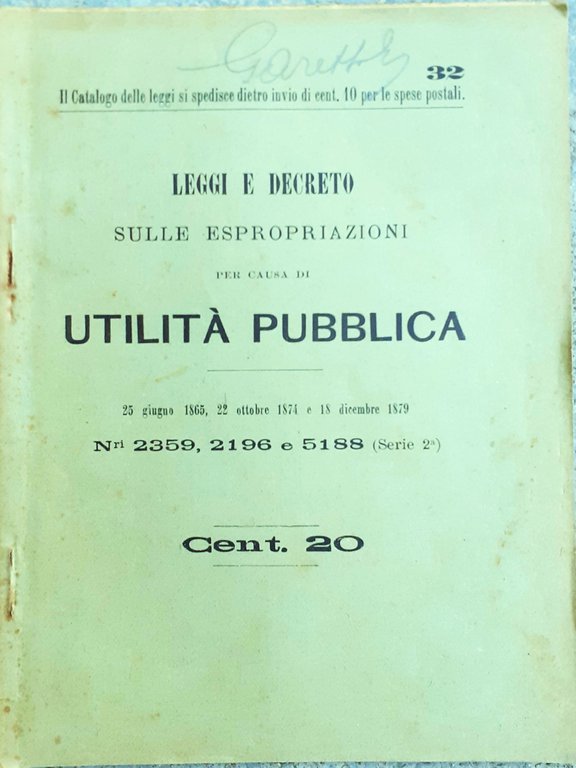 32
Il Catalogo delle leggi si spedisce dietro invio di cent. 10 per le spese postali.
LEGGI E DECRETO
SULLE ESPROPRIAZIONI
PER CAUSA DI
UTILITÀ PUBBLICA
25 giugno 1865, 22 ottobre 1874 e 18 dicembre 1879
Nri 2359, 2196 e 5188 (Serie 2a)
Cent. 20